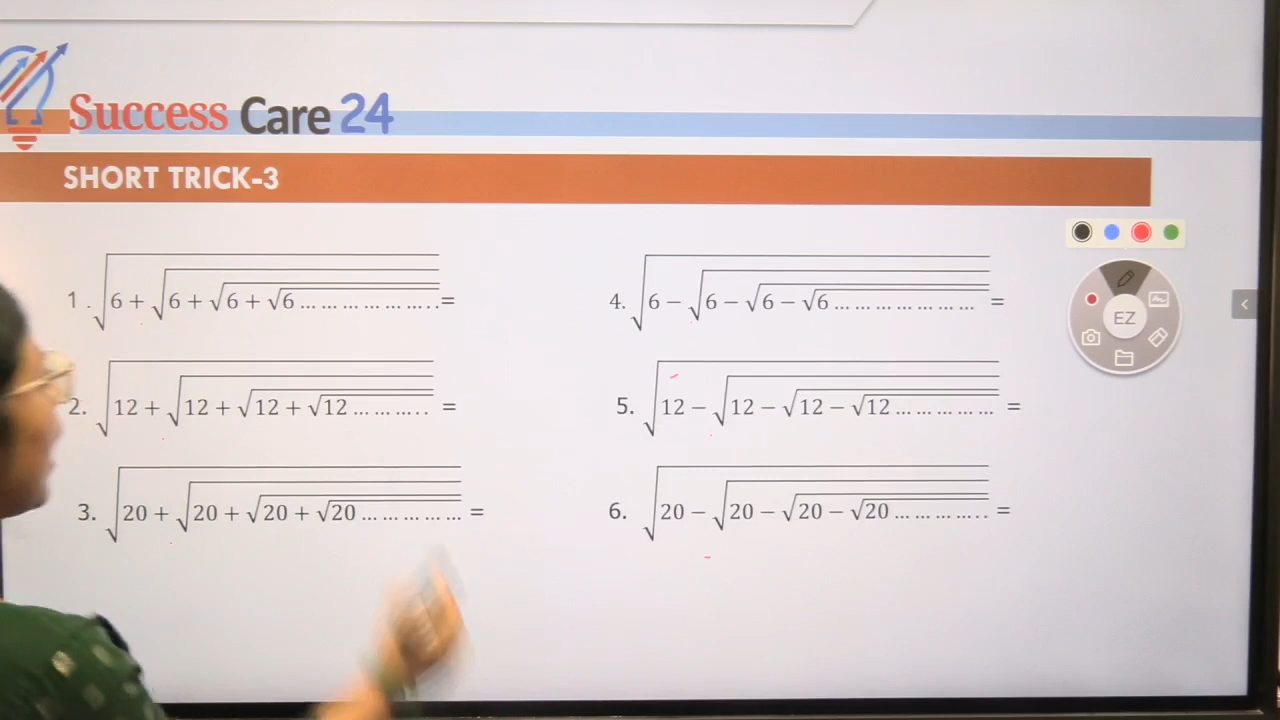 Success Care 24
SHORT TRICK-3
1 . √6 + √6 + √6 + √6 ... ... ... ... ... .. =
2. √12 + √12 + √12 + √12 ... ... ... . =
3. √20 + √20 + √20 + √20 ... ... ... ... ... =
4. √6 − √6 − √6 − √6 ... ... ... ... ... ... ... =
5. √12 − √12 − √12 − √12 ... ... ... ... ... =
6. √20 − √20 − √20 − √20 ... ... ... ... . =
EZ